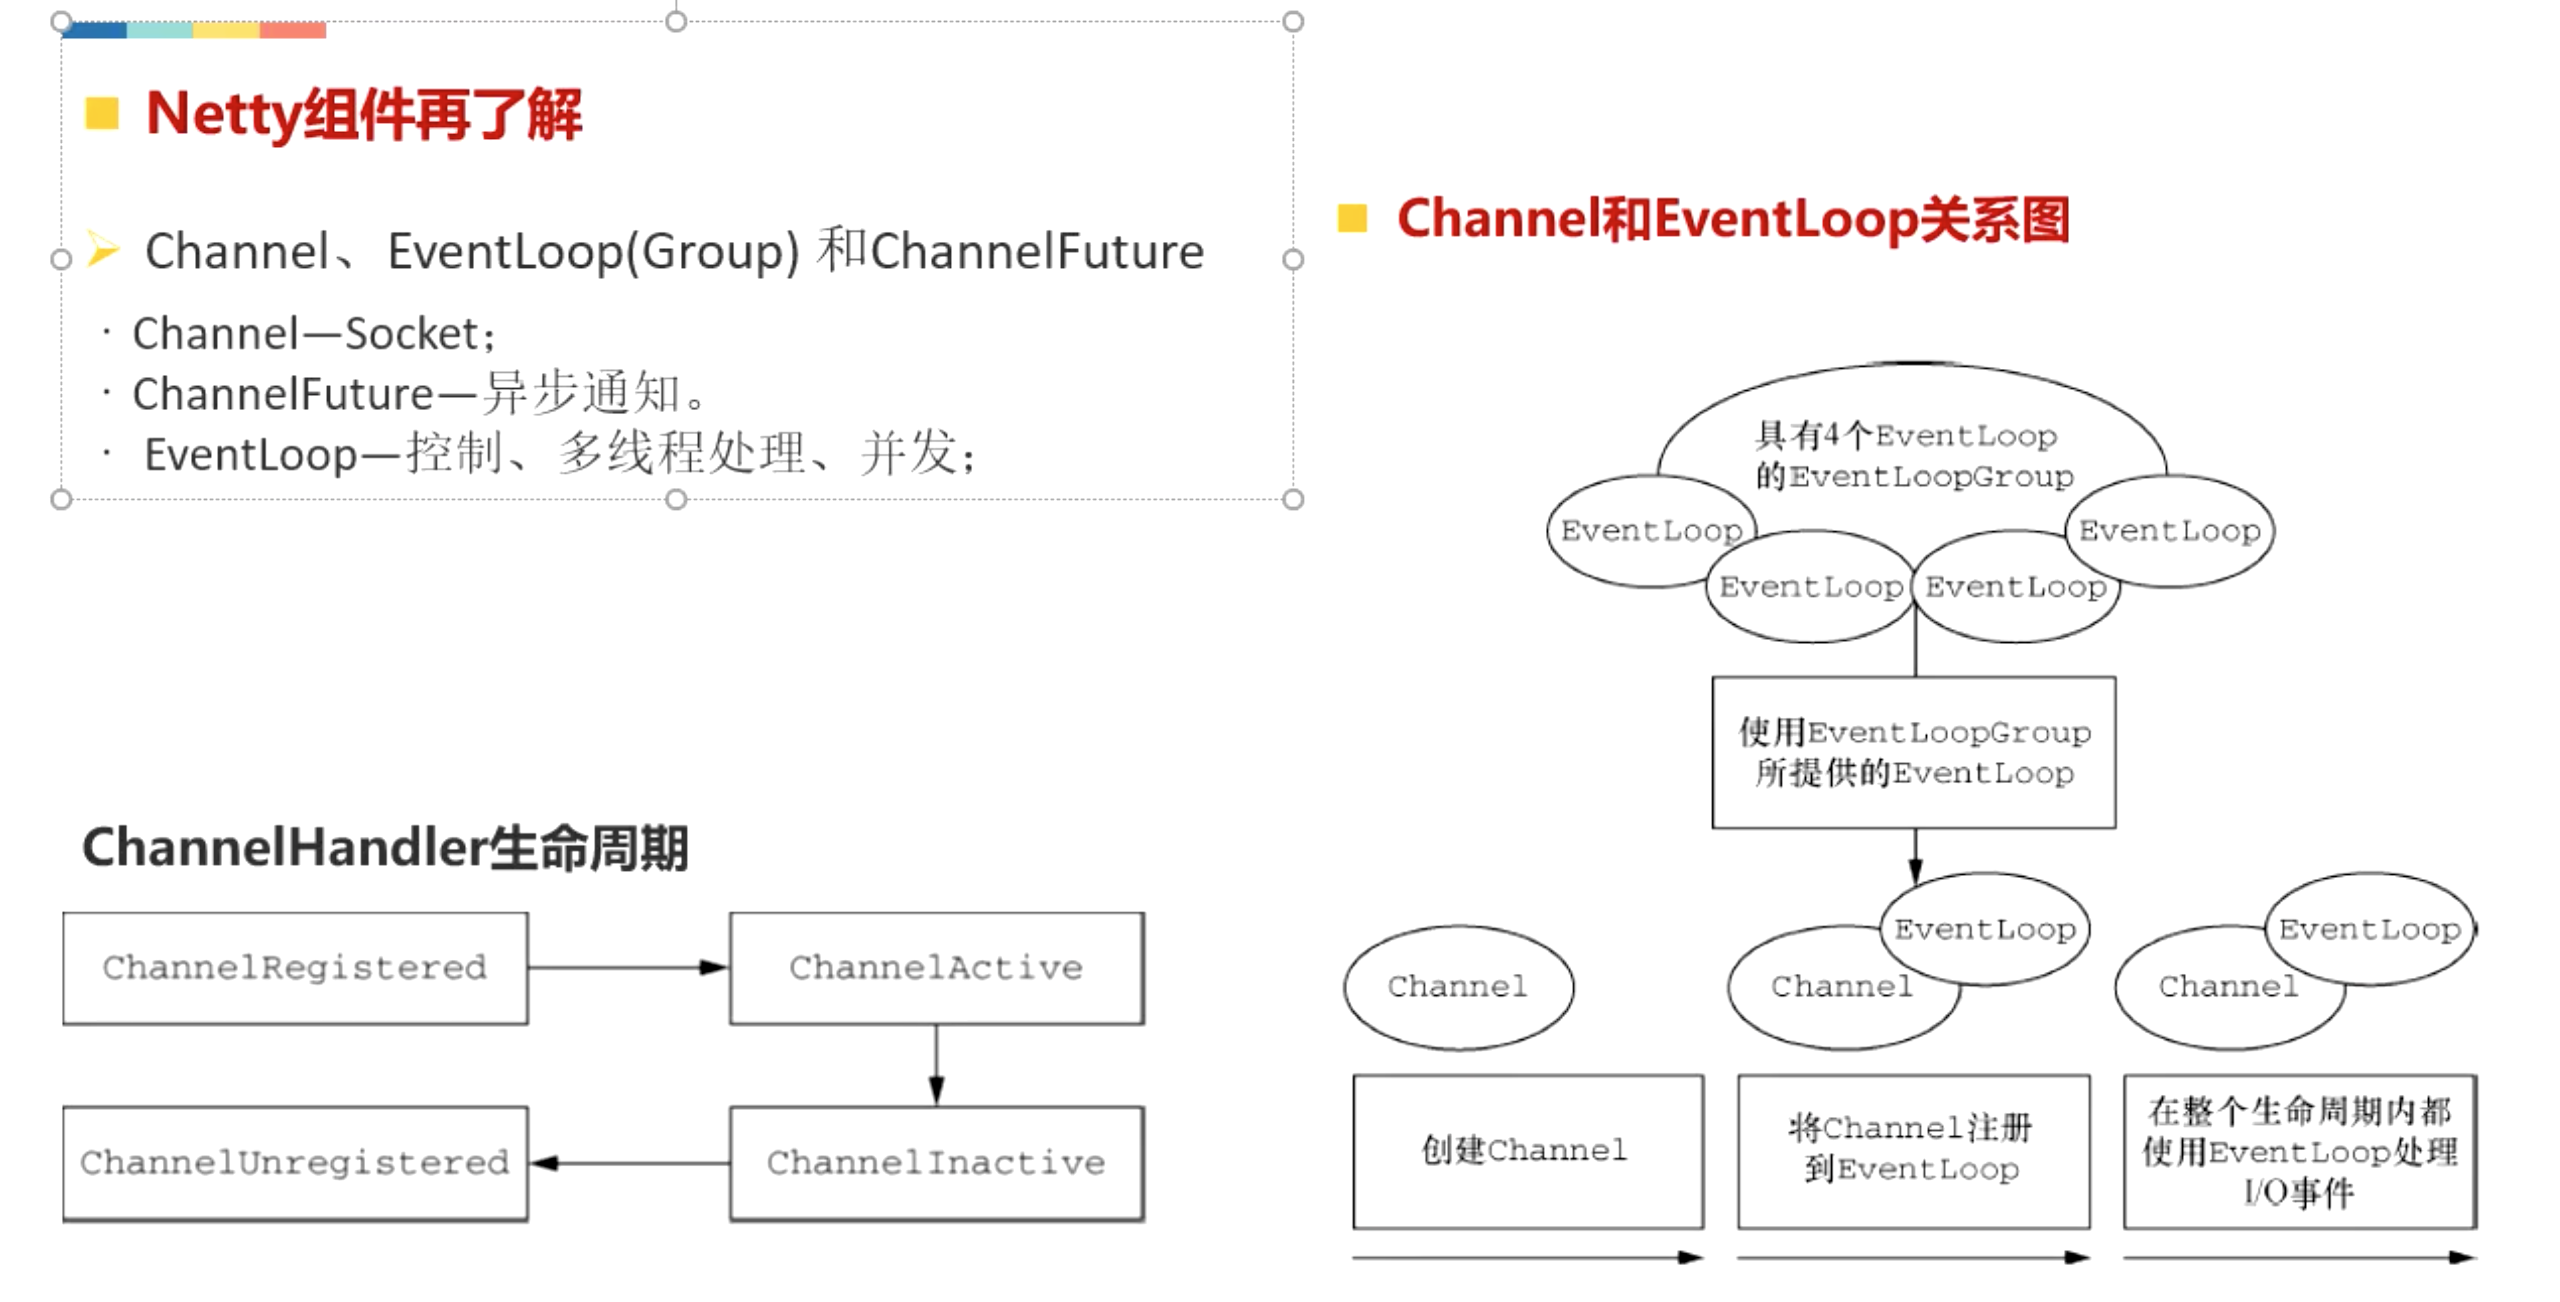 Netty组件再了解
Channel、EventLoop(Group) 和ChannelFuture
· Channel—Socket；
· ChannelFuture—异步通知。
· EventLoop—控制、多线程处理、并发；
ChannelHandler生命周期
ChannelRegistered
ChannelActive
ChannelUnregistered
ChannelInactive
Channel和EventLoop关系图
具有4个EventLoop
的EventLoopGroup
EventLoop
EventLoop
EventLoop
EventLoop
使用EventLoopGroup
所提供的EventLoop
Channel
EventLoop
Channel
EventLoop
Channel
创建Channel
将Channel注册
到EventLoop
在整个生命周期内都
使用EventLoop处理
I/O事件